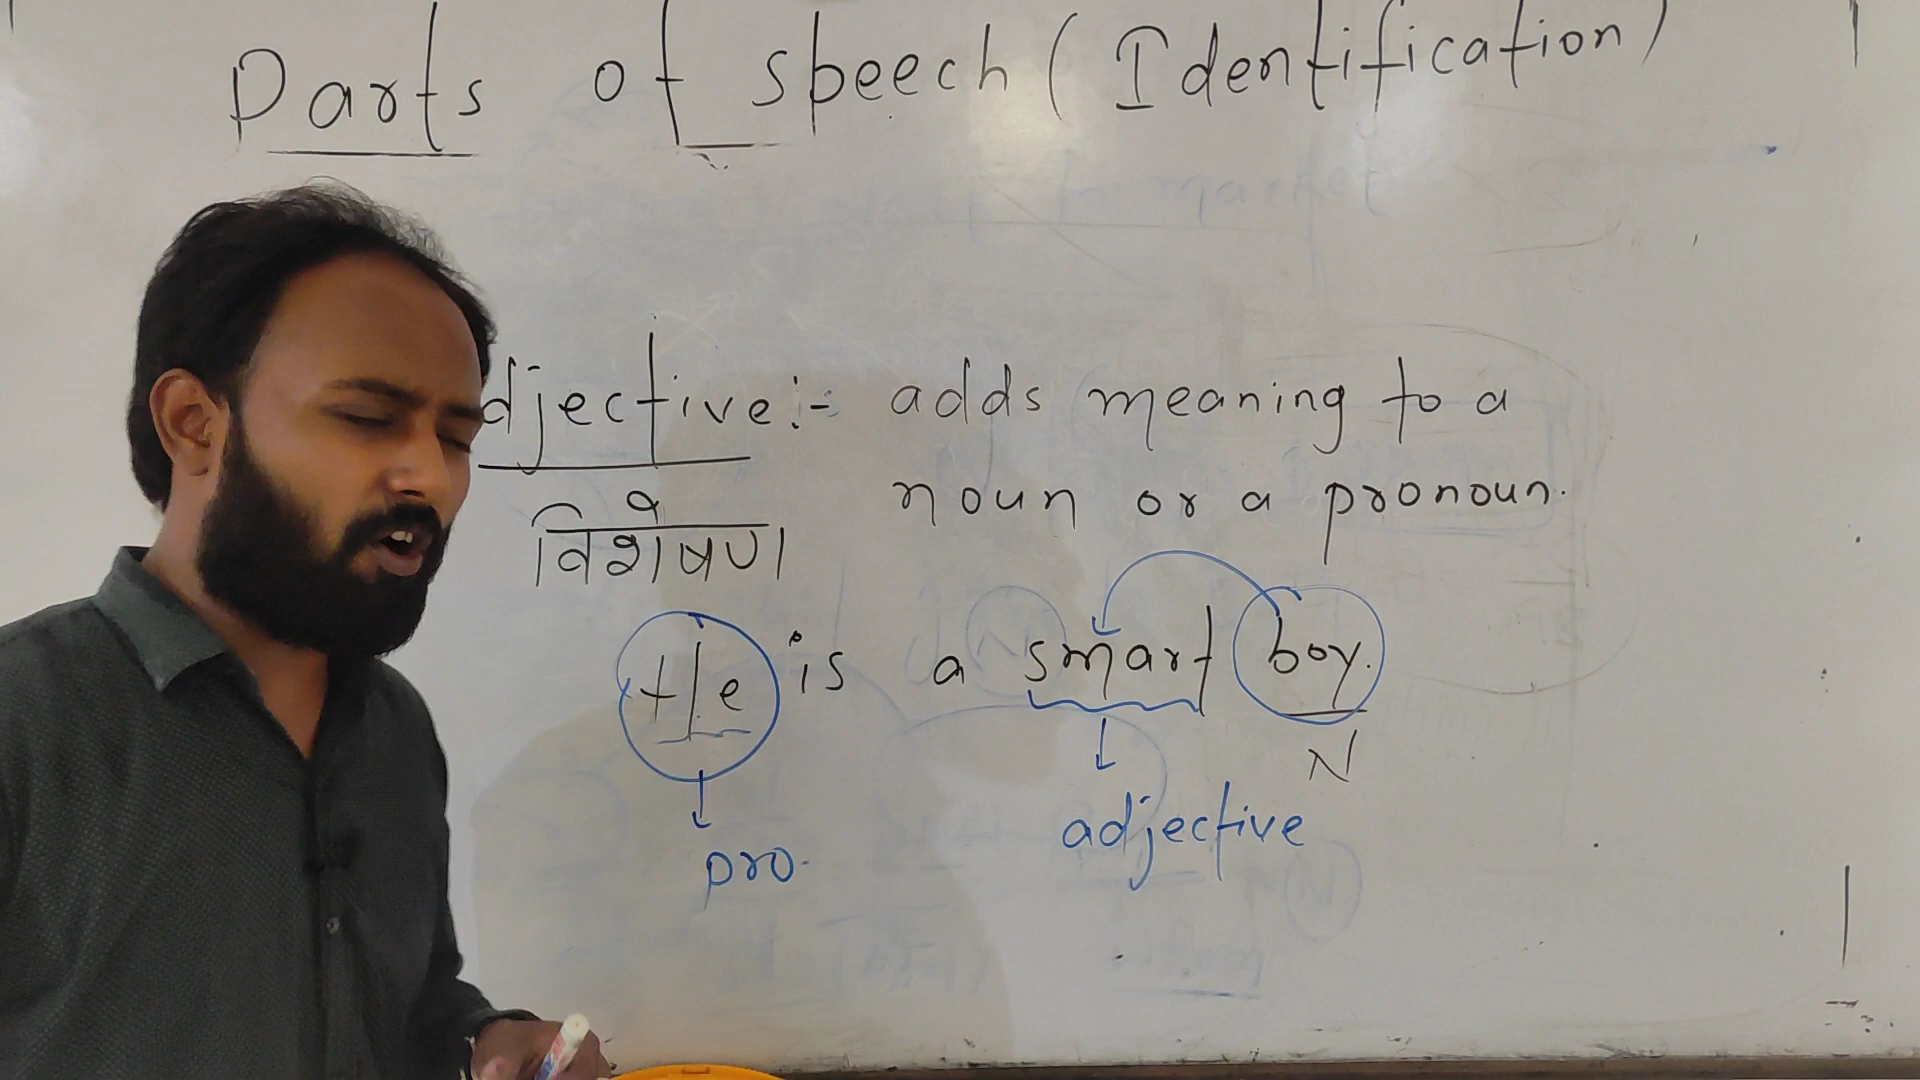 Parts of speech (Identification)
djective :- adds meaning to a
noun or a pronoun.
विशेषण
He is a smart boy.
N
adjective
pro.